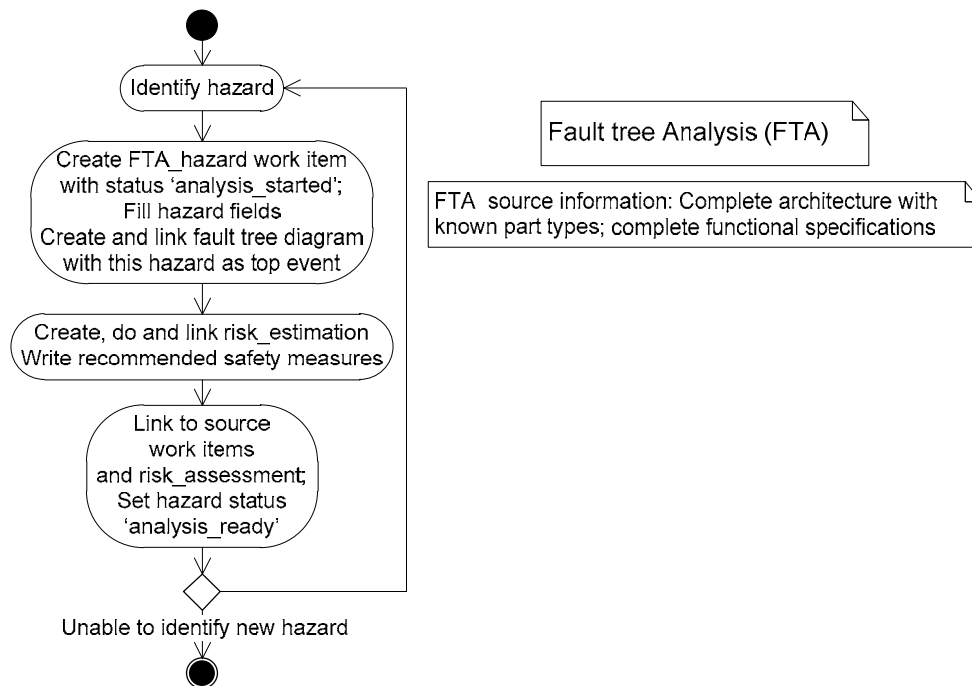 Identify hazard
Create FTA_hazard work item
with status ‘analysis_started’;
Fill hazard fields
Create and link fault tree diagram
with this hazard as top event
Create, do and link risk_estimation
Write recommended safety measures
Link to source
work items
and risk_assessment;
Set hazard status
‘analysis_ready’
Unable to identify new hazard
Fault tree Analysis (FTA)
FTA source information: Complete architecture with
known part types; complete functional specifications